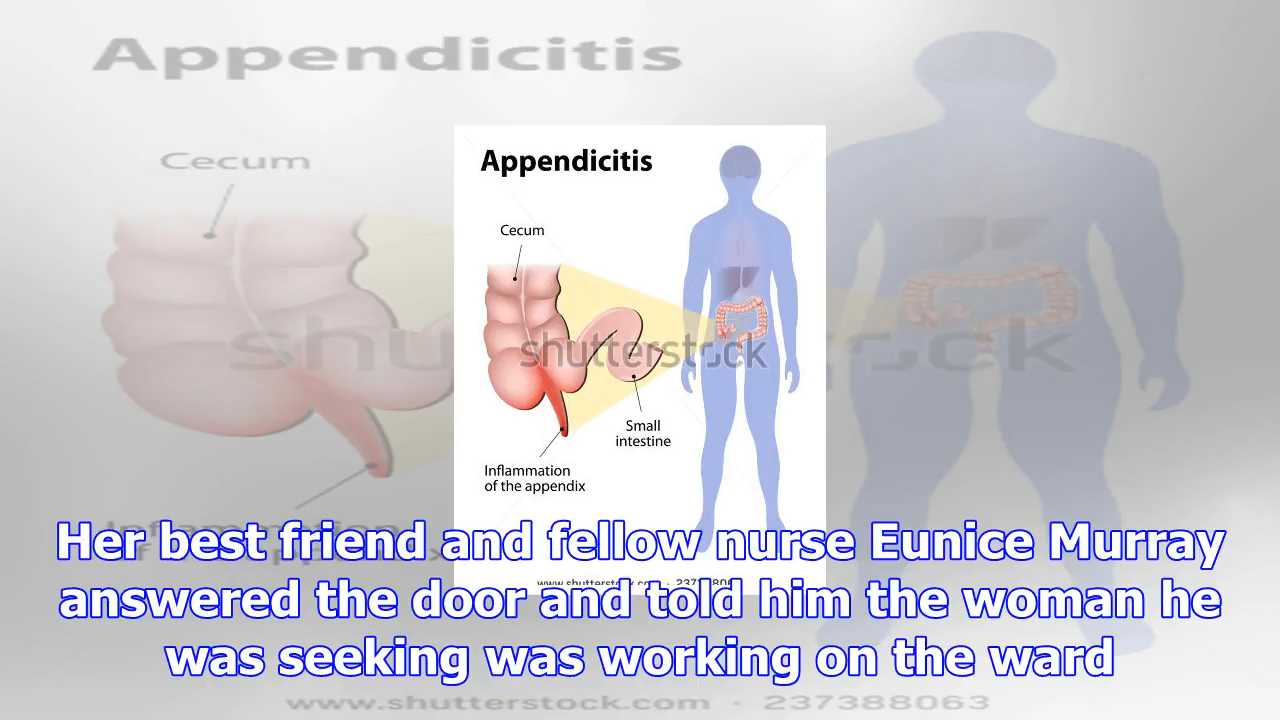 Appendicitis
Cecum
Appendicitis
Cecum
shutterstock
Small
intestine
Inflammation
of the appendix
Her best friend and fellow nurse Eunice Murray
answered the door and told him the woman he
was seeking was working on the ward
www.shutterstock.com · 237388063